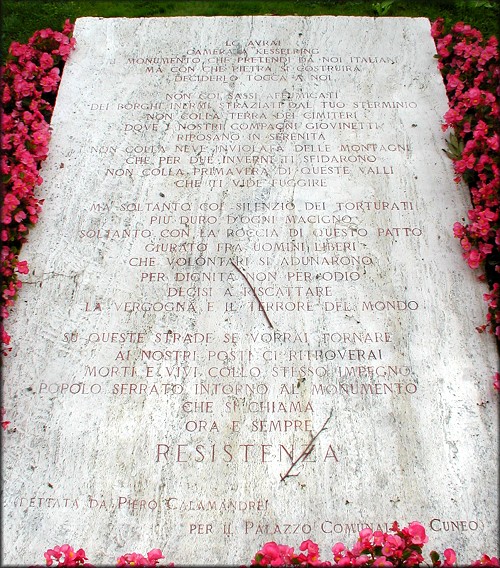 LO AVRAI
CAMERATA KESSELRING
IL MONUMENTO CHE PRETENDI DA NOI ITALIANI
MA CON CHE PIETRA SI COSTRUIRÀ
DECIDERLO TOCCA A NOI
NON COI SASSI AFFUMICATI
DEI BORGHI INERMI STRAZIATI DAL TUO STERMINIO
NON COLLA TERRA DEI CIMITERI
DOVE I NOSTRI COMPAGNI GIOVINETTI
RIPOSANO IN SERENITÀ
NON COLLA NEVE INVIOLATA DELLE MONTAGNE
CHE PER DUE INVERNI TI SFIDARONO
NON COLLA PRIMAVERA DI QUESTE VALLI
CHE TI VIDE FUGGIRE
MA SOLTANTO COL SILENZIO DEI TORTURATI
PIÙ DURO D'OGNI MACIGNO
SOLTANTO CON LA ROCCIA DI QUESTO PATTO
GIURATO FRA UOMINI LIBERI
CHE VOLONTARI SI ADUNARONO
PER DIGNITÀ NON PER ODIO
DECISI A RISCATTARE
LA VERGOGNA E IL TERRORE DEL MONDO
SU QUESTE STRADE SE VORRAI TORNARE
AI NOSTRI POSTI CI RITROVERAI
MORTI E VIVI COLLO STESSO IMPEGNO
POPOLO SERRATO INTORNO AL MONUMENTO
CHE SI CHIAMA
ORA E SEMPRE
RESISTENZA
DETTATA DA PIERO CALAMANDREI
PER IL PALAZZO COMUNALE CUNEO)